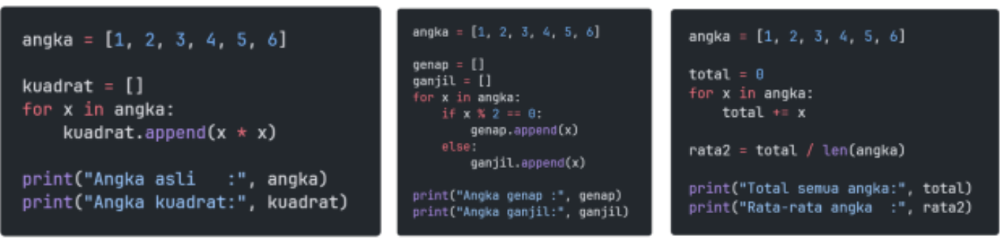 angka = [1, 2, 3, 4, 5, 6]
kuadrat = []
for x in angka:
    kuadrat.append(x * x)
print("Angka asli   :", angka)
print("Angka kuadrat:", kuadrat)
angka = [1, 2, 3, 4, 5, 6]
genap = []
ganjil = []
for x in angka:
    if x % 2 == 0:
        genap.append(x)
    else:
        ganjil.append(x)
print("Angka genap :", genap)
print("Angka ganjil:", ganjil)
angka = [1, 2, 3, 4, 5, 6]
total = 0
for x in angka:
    total += x
rata2 = total / len(angka)
print("Total semua angka:", total)
print("Rata-rata angka  :", rata2)